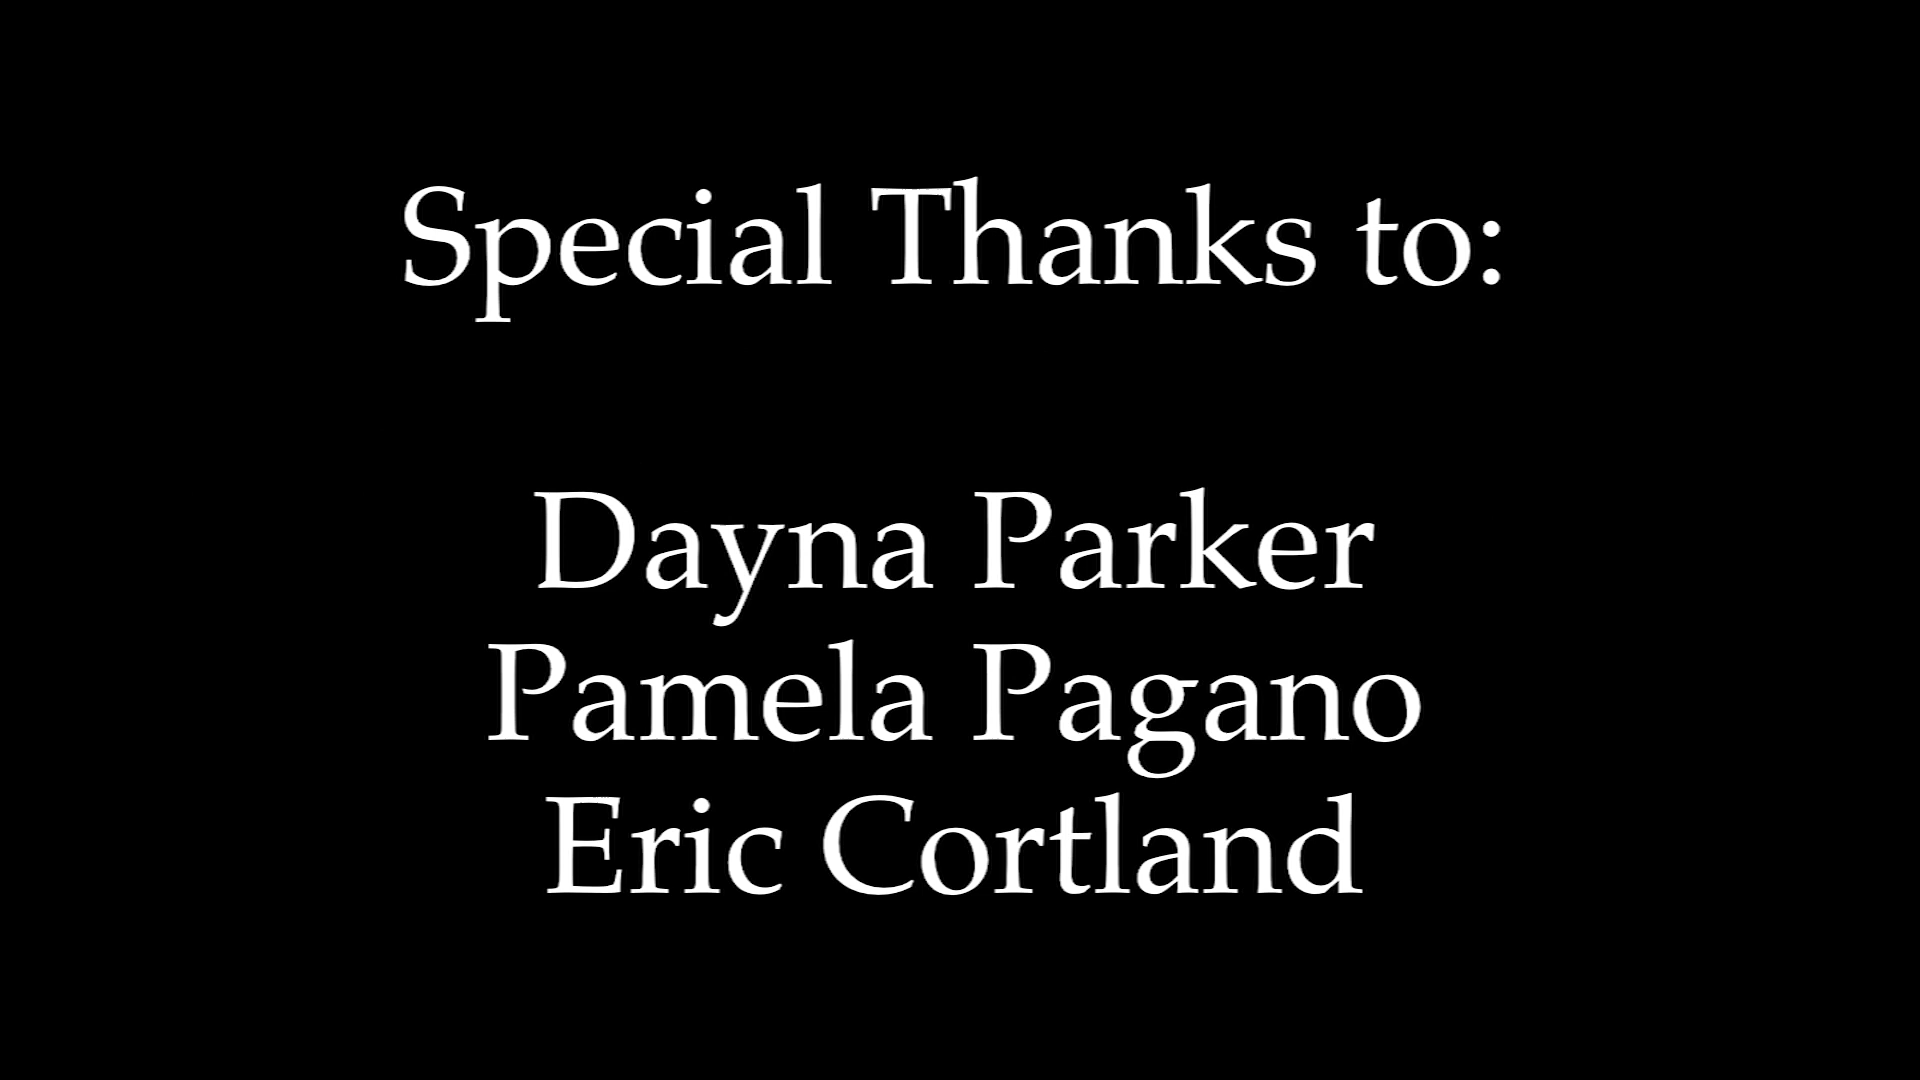 Special Thanks to:
Dayna Parker
Pamela Pagano
Eric Cortland